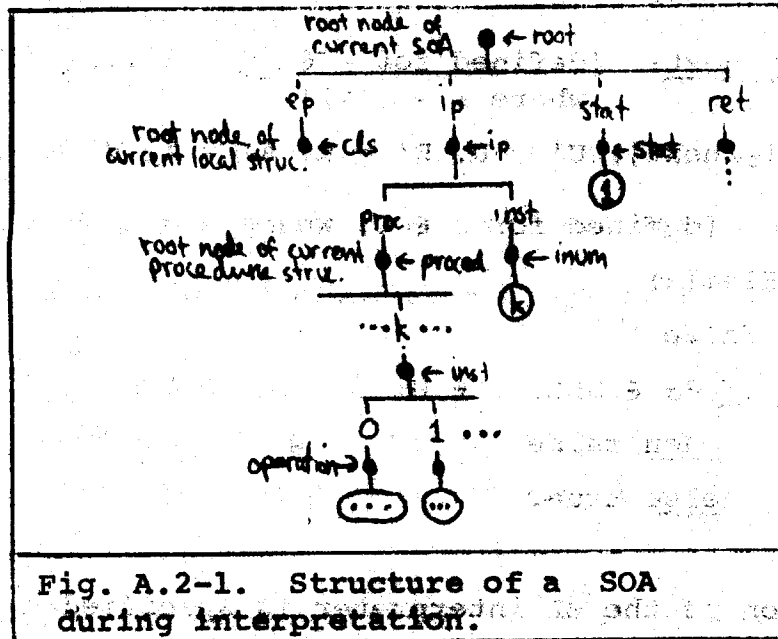 root node of
current SOA ← root
ep ip stat ret
root node of
current local struc. ← cls ← ip ← stat
1
proc inst
root node of current
procedure struc. ← proced ← inum
k
...k...
← inst
0 1 ...
operation →
... ...
Fig. A.2-1. Structure of a SOA
during interpretation.